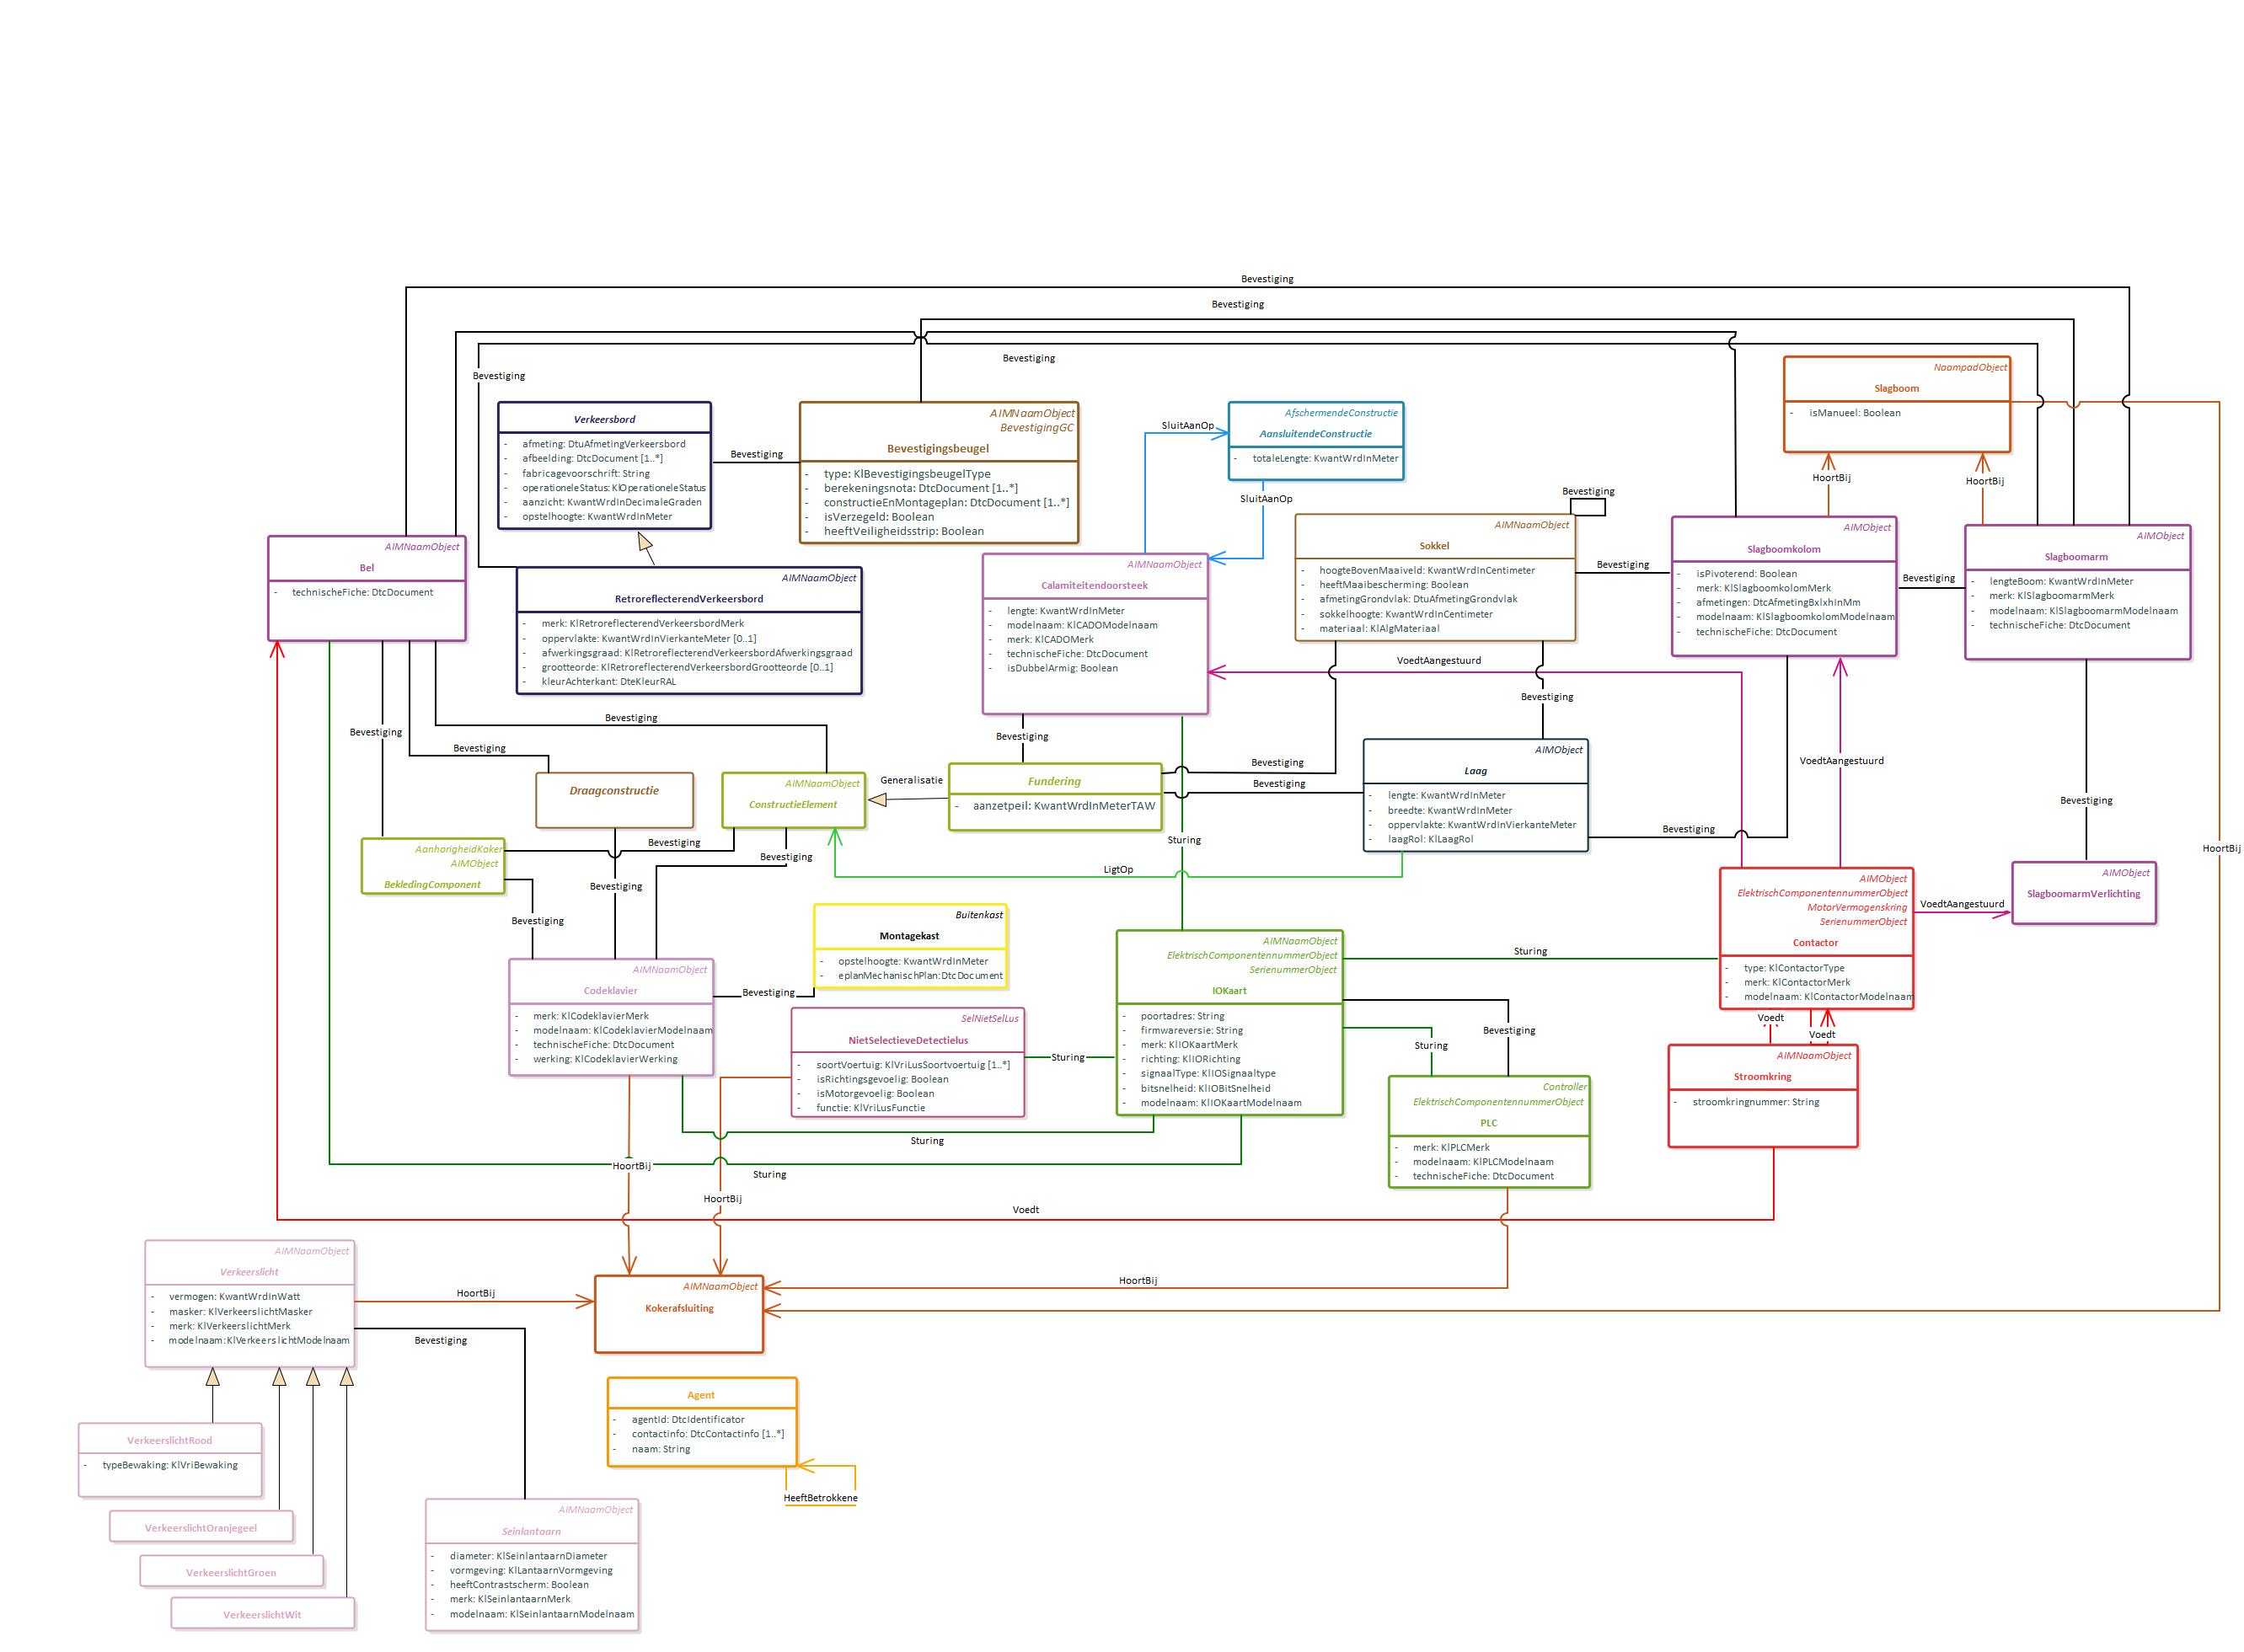 Bevestiging
Bevestiging
Bevestiging
Bevestiging
NaampadObject
Slagboom
- isManueel: Boolean
HoortBij
HoortBij
Verkeersbord
- afmeting: DtuAfmetingVerkeersbord
- afbeelding: DtcDocument [1..*]
- fabricagevoorschrift: String
- operationeleStatus: KlOperationeleStatus
- aanzicht: KwantWrdInDecimaleGraden
- opstelhoogte: KwantWrdInMeter
Bevestiging
AIMNaamObject
BevestigingGC
Bevestigingsbeugel
- type: KlBevestigingsbeugelType
- berekeningsnota: DtcDocument [1..*]
- constructieEnMontageplan: DtcDocument [1..*]
- isVerzegeld: Boolean
- heeftVeiligheidsstrip: Boolean
SluitAanOp
AfschermendeConstructie
AansluitendeConstructie
- totaleLengte: KwantWrdInMeter
SluitAanOp
Bevestiging
AIMNaamObject
Bel
- technischeFiche: DtcDocument
AIMNaamObject
RetroreflecterendVerkeersbord
- merk: KlRetroreflecterendVerkeersbordMerk
- oppervlakte: KwantWrdInVierkanteMeter [0..1]
- afwerkingsgraad: KlRetroreflecterendVerkeersbordAfwerkingsgraad
- grootteorde: KlRetroreflecterendVerkeersbordGrootteorde [0..1]
- kleurAchterkant: DteKleurRAL
AIMNaamObject
Calamiteitendoorsteek
- lengte: KwantWrdInMeter
- modelnaam: KlCADOModelnaam
- merk: KlCADOMerk
- technischeFiche: DtcDocument
- isDubbelArmig: Boolean
AIMNaamObject
Sokkel
- hoogteBovenMaaiveld: KwantWrdInCentimeter
- heeftMaaibescherming: Boolean
- afmetingGrondvlak: DtuAfmetingGrondvlak
- sokkelhoogte: KwantWrdInCentimeter
- materiaal: KlAlgMateriaal
Bevestiging
AIMObject
Slagboomkolom
- isPivoterend: Boolean
- merk: KlSlagboomkolomMerk
- afmetingen: DtcAfmetingBxlxhInMm
- modelnaam: KlSlagboomkolomModelnaam
- technischeFiche: DtcDocument
Bevestiging
AIMObject
Slagboomarm
- lengteBoom: KwantWrdInMeter
- merk: KlSlagboomarmMerk
- modelnaam: KlSlagboomarmModelnaam
- technischeFiche: DtcDocument
VoedtAangestuurd
Bevestiging
Bevestiging
Bevestiging
Bevestiging
Bevestiging
Bevestiging
Bevestiging
VoedtAangestuurd
Bevestiging
Draagconstructie
AIMNaamObject
ConstructieElement
Generalisatie
Fundering
- aanzetpeil: KwantWrdInMeterTAW
AIMObject
Laag
- lengte: KwantWrdInMeter
- breedte: KwantWrdInMeter
- oppervlakte: KwantWrdInVierkanteMeter
- laagRol: KlLaagRol
Bevestiging
AanhorigheidKoker
AIMObject
BekledingComponent
Bevestiging
Bevestiging
Bevestiging
Bevestiging
Sturing
LigtOp
HoortBij
AIMObject
ElektrischComponentennummerObject
MotorVermogenskring
SerienummerObject
Contactor
- type: KlContactorType
- merk: KlContactorMerk
- modelnaam: KlContactorModelnaam
VoedtAangestuurd
AIMObject
SlagboomarmVerlichting
Buitenkast
Montagekast
- opstelhoogte: KwantWrdInMeter
- eplanMechanischPlan: DtcDocument
AIMNaamObject
Codeklavier
- merk: KlCodeklavierMerk
- modelnaam: KlCodeklavierModelnaam
- technischeFiche: DtcDocument
- werking: KlCodeklavierWerking
Bevestiging
SelNietSelLus
NietSelectieveDetectielus
- soortVoertuig: KlVriLusSoortvoertuig [1..*]
- isRichtingsgevoelig: Boolean
- isMotorgevoelig: Boolean
- functie: KlVriLusFunctie
Sturing
AIMNaamObject
ElektrischComponentennummerObject
SerienummerObject
IOKaart
- poortadres: String
- firmwareversie: String
- merk: KlIOKaartMerk
- richting: KlIORichting
- signaalType: KlIOSignaaltype
- bitsnelheid: KlIOBitSnelheid
- modelnaam: KlIOKaartModelnaam
Sturing
Bevestiging
Sturing
Voedt
Voedt
AIMNaamObject
Stroomkring
- stroomkringnummer: String
Controller
ElektrischComponentennummerObject
PLC
- merk: KlPLCMerk
- modelnaam: KlPLCModelnaam
- technischeFiche: DtcDocument
Sturing
HoortBij
Sturing
HoortBij
Voedt
AIMNaamObject
Verkeerslicht
- vermogen: KwantWrdInWatt
- masker: KlVerkeerslichtMasker
- merk: KlVerkeerslichtMerk
- modelnaam: KlVerkeerslichtModelnaam
HoortBij
AIMNaamObject
Kokerafsluiting
HoortBij
Bevestiging
Agent
- agentId: DtcIdentificator
- contactinfo: DtcContactinfo [1..*]
- naam: String
HeeftBetrokkene
VerkeerslichtRood
- typeBewaking: KlVriBewaking
VerkeerslichtOranjegeel
VerkeerslichtGroen
VerkeerslichtWit
AIMNaamObject
Seinlantaarn
- diameter: KlSeinlantaarnDiameter
- vormgeving: KlLantaarnVormgeving
- heeftContrastscherm: Boolean
- merk: KlSeinlantaarnMerk
- modelnaam: KlSeinlantaarnModelnaam